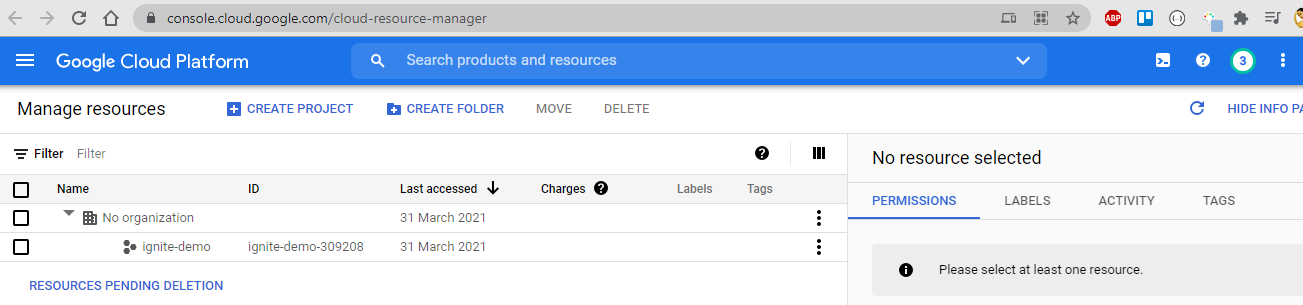 console.cloud.google.com/cloud-resource-manager
ABP
Google Cloud Platform
Search products and resources
3
Manage resources
CREATE PROJECT
CREATE FOLDER
MOVE
DELETE
HIDE INFO PA
Filter Filter
No resource selected
Name ID Last accessed Charges Labels Tags
PERMISSIONS LABELS ACTIVITY TAGS
No organization 31 March 2021
ignite-demo ignite-demo-309208 31 March 2021
Please select at least one resource.
RESOURCES PENDING DELETION